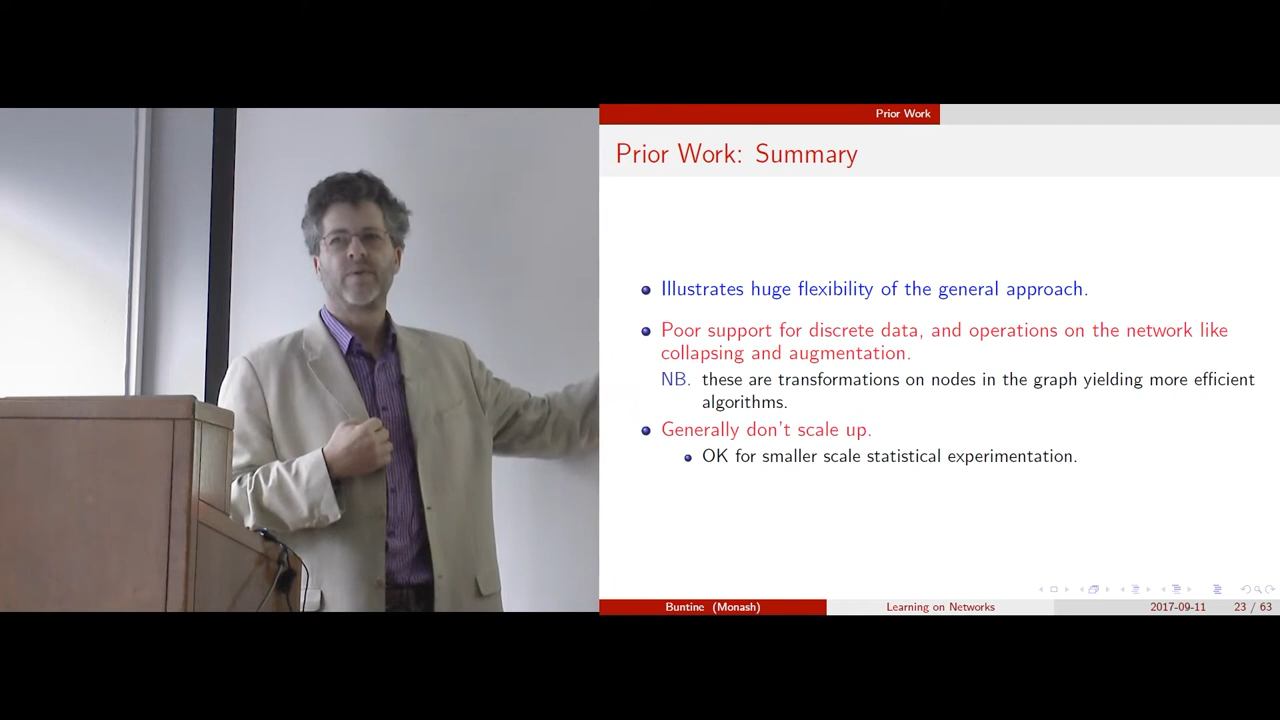 Prior Work
Prior Work: Summary
Illustrates huge flexibility of the general approach.
Poor support for discrete data, and operations on the network like
collapsing and augmentation.
NB. these are transformations on nodes in the graph yielding more efficient
algorithms.
Generally don't scale up.
OK for smaller scale statistical experimentation.
Buntine (Monash) Learning on Networks 2017-09-11 23 / 63